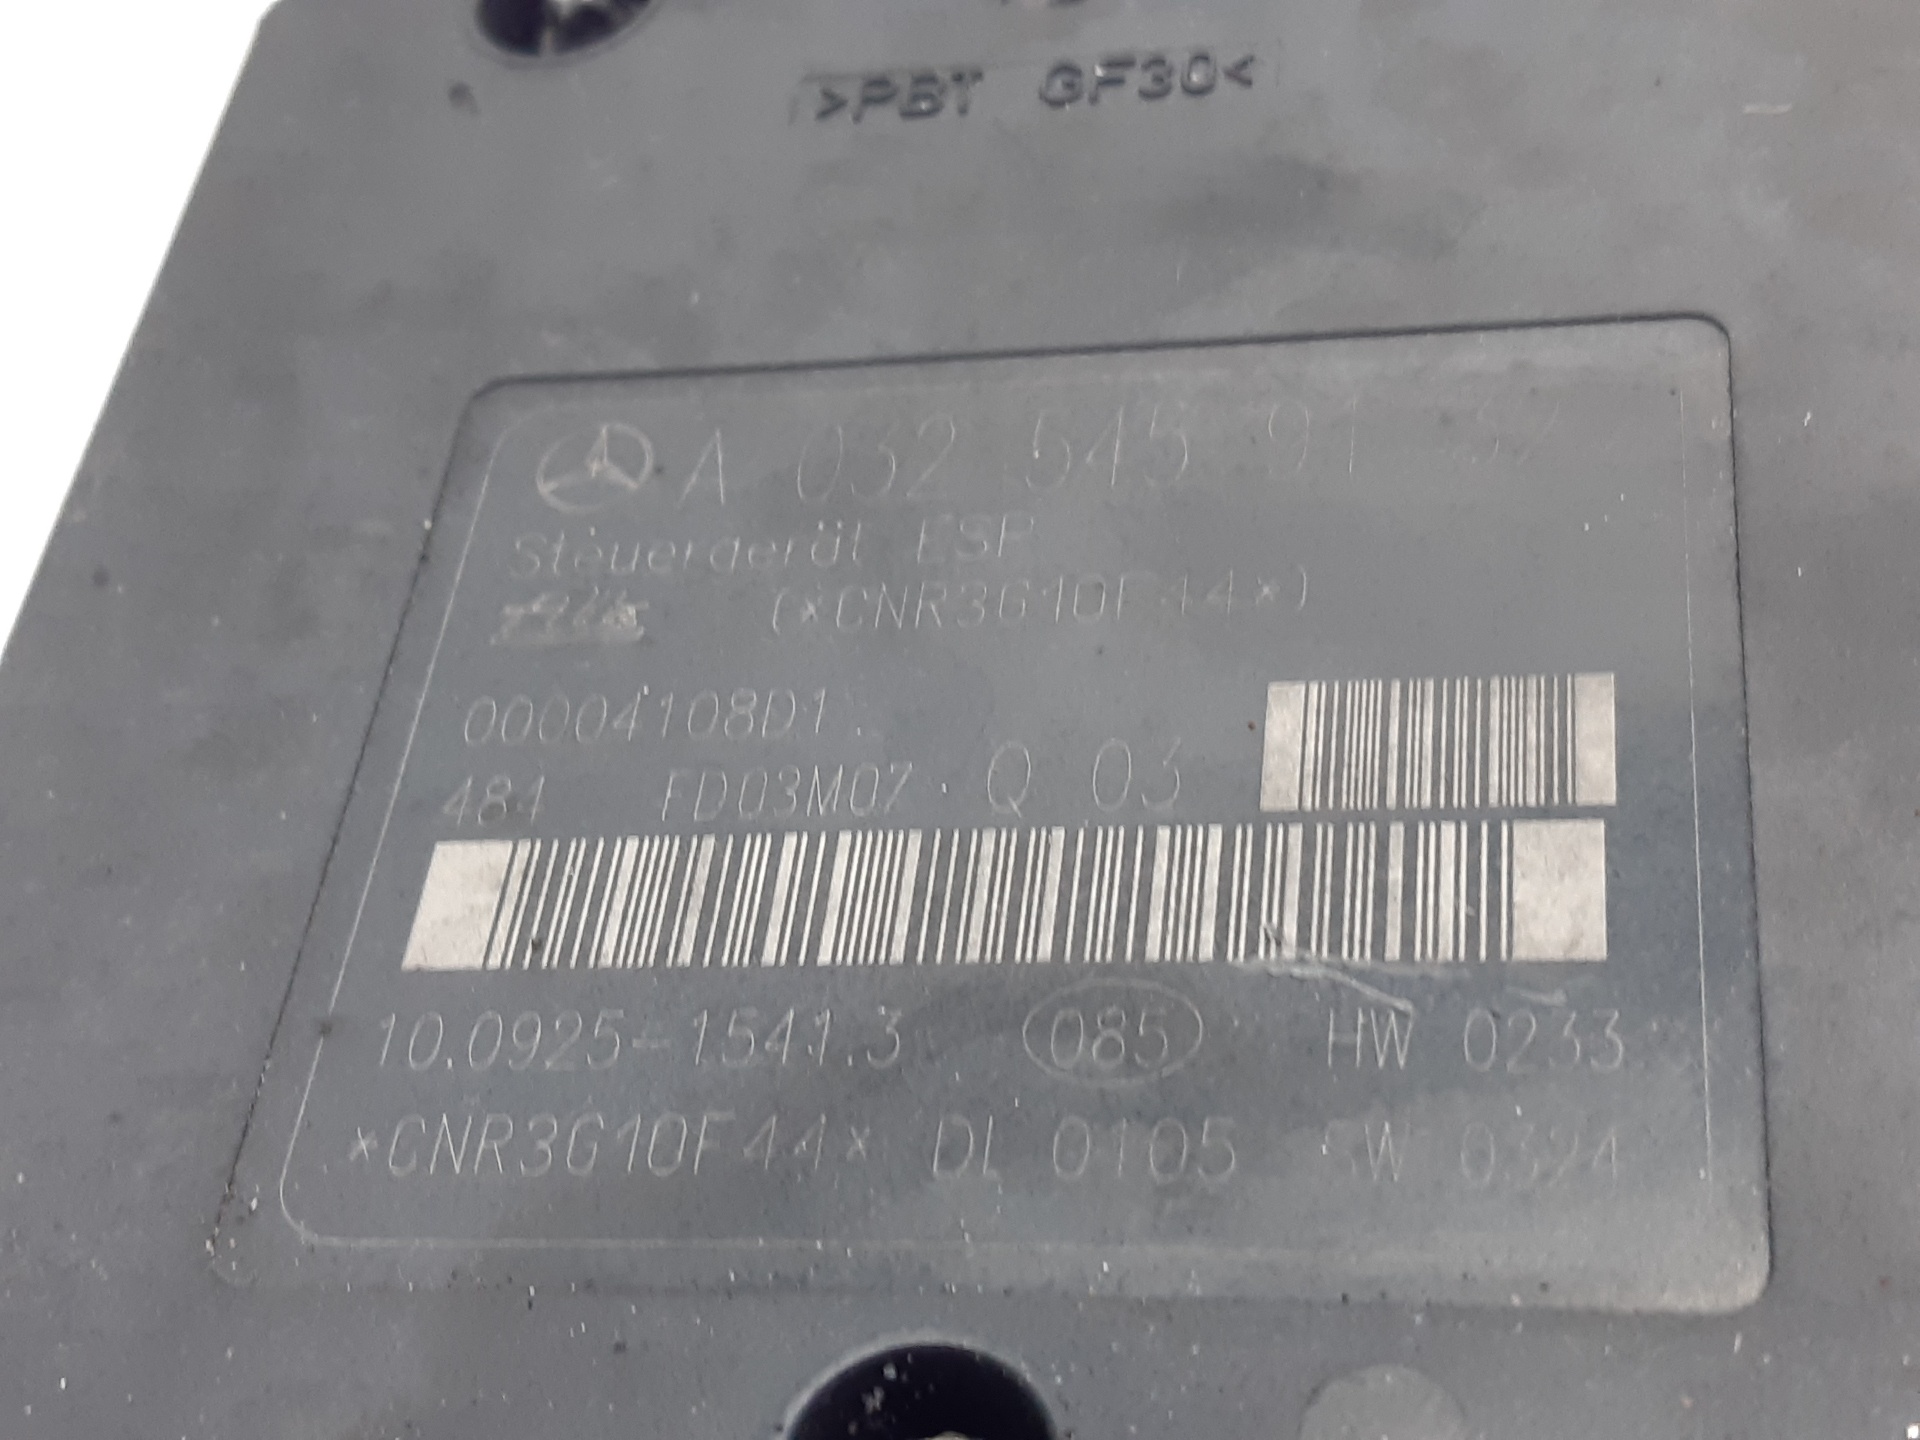 >PBT GF30<
A 032 545 91
Steuergerät ESP
(*CNR3G10F44*)
00004108D1
484 FD03M07 Q 03
10.0925-1541.3 085 HW 0233
*CNR3G10F44* DL 0105 SW 0394